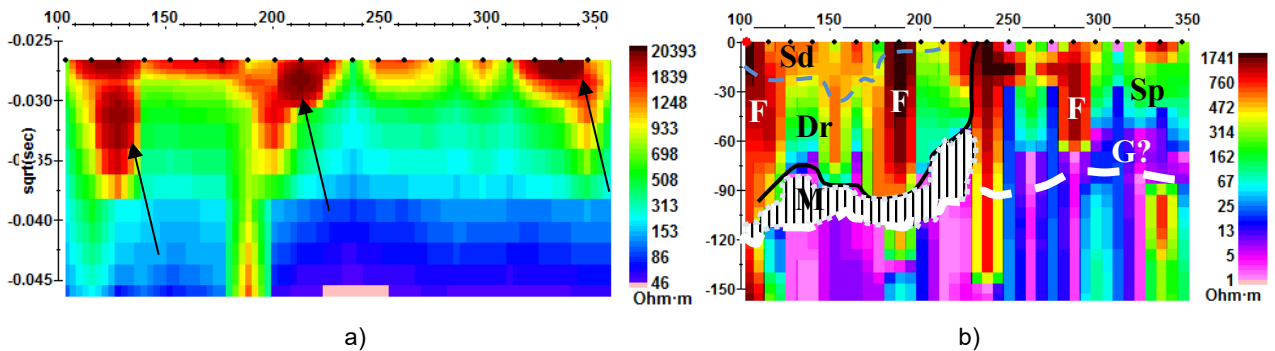 100 150 200 250 300 350
-0.025
-0.030
-0.035
-0.040
-0.045
sqrt(sec)
20393
1839
1248
933
698
508
313
153
86
46
Ohm·m
a)
100 150 200 250 300 350
0
-30
-60
-90
-120
-150
Sd
F
F
F
Sp
Dr
G?
M
1741
760
472
314
162
67
25
13
5
1
Ohm·m
b)